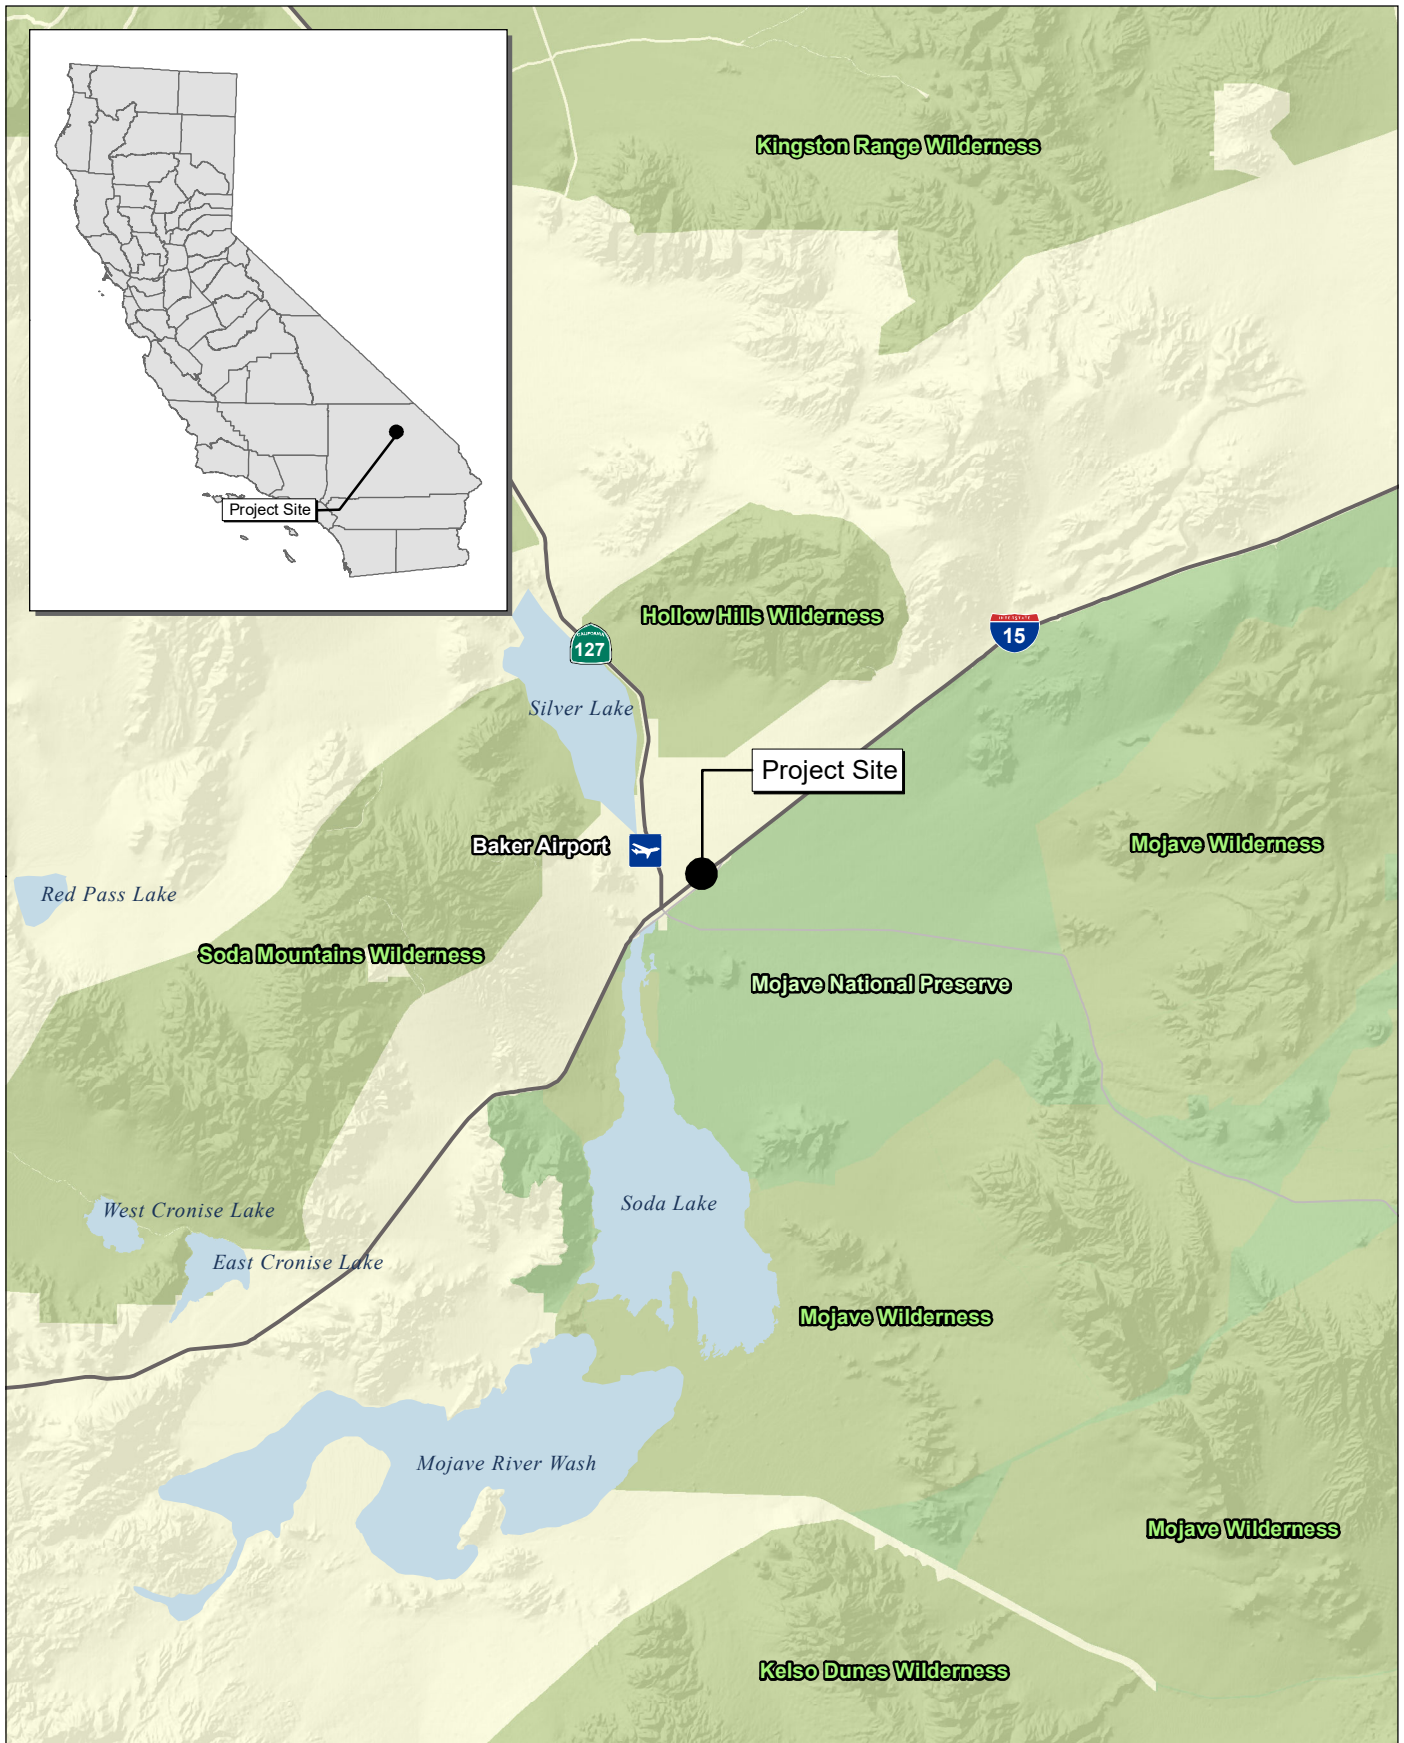 Kingston Range Wilderness
Project Site
Hollow Hills Wilderness
INTERSTATE
15
CALIFORNIA
127
Silver Lake
Project Site
Baker Airport
Mojave Wilderness
Red Pass Lake
Soda Mountains Wilderness
Mojave National Preserve
Soda Lake
West Cronise Lake
East Cronise Lake
Mojave Wilderness
Mojave River Wash
Mojave Wilderness
Kelso Dunes Wilderness